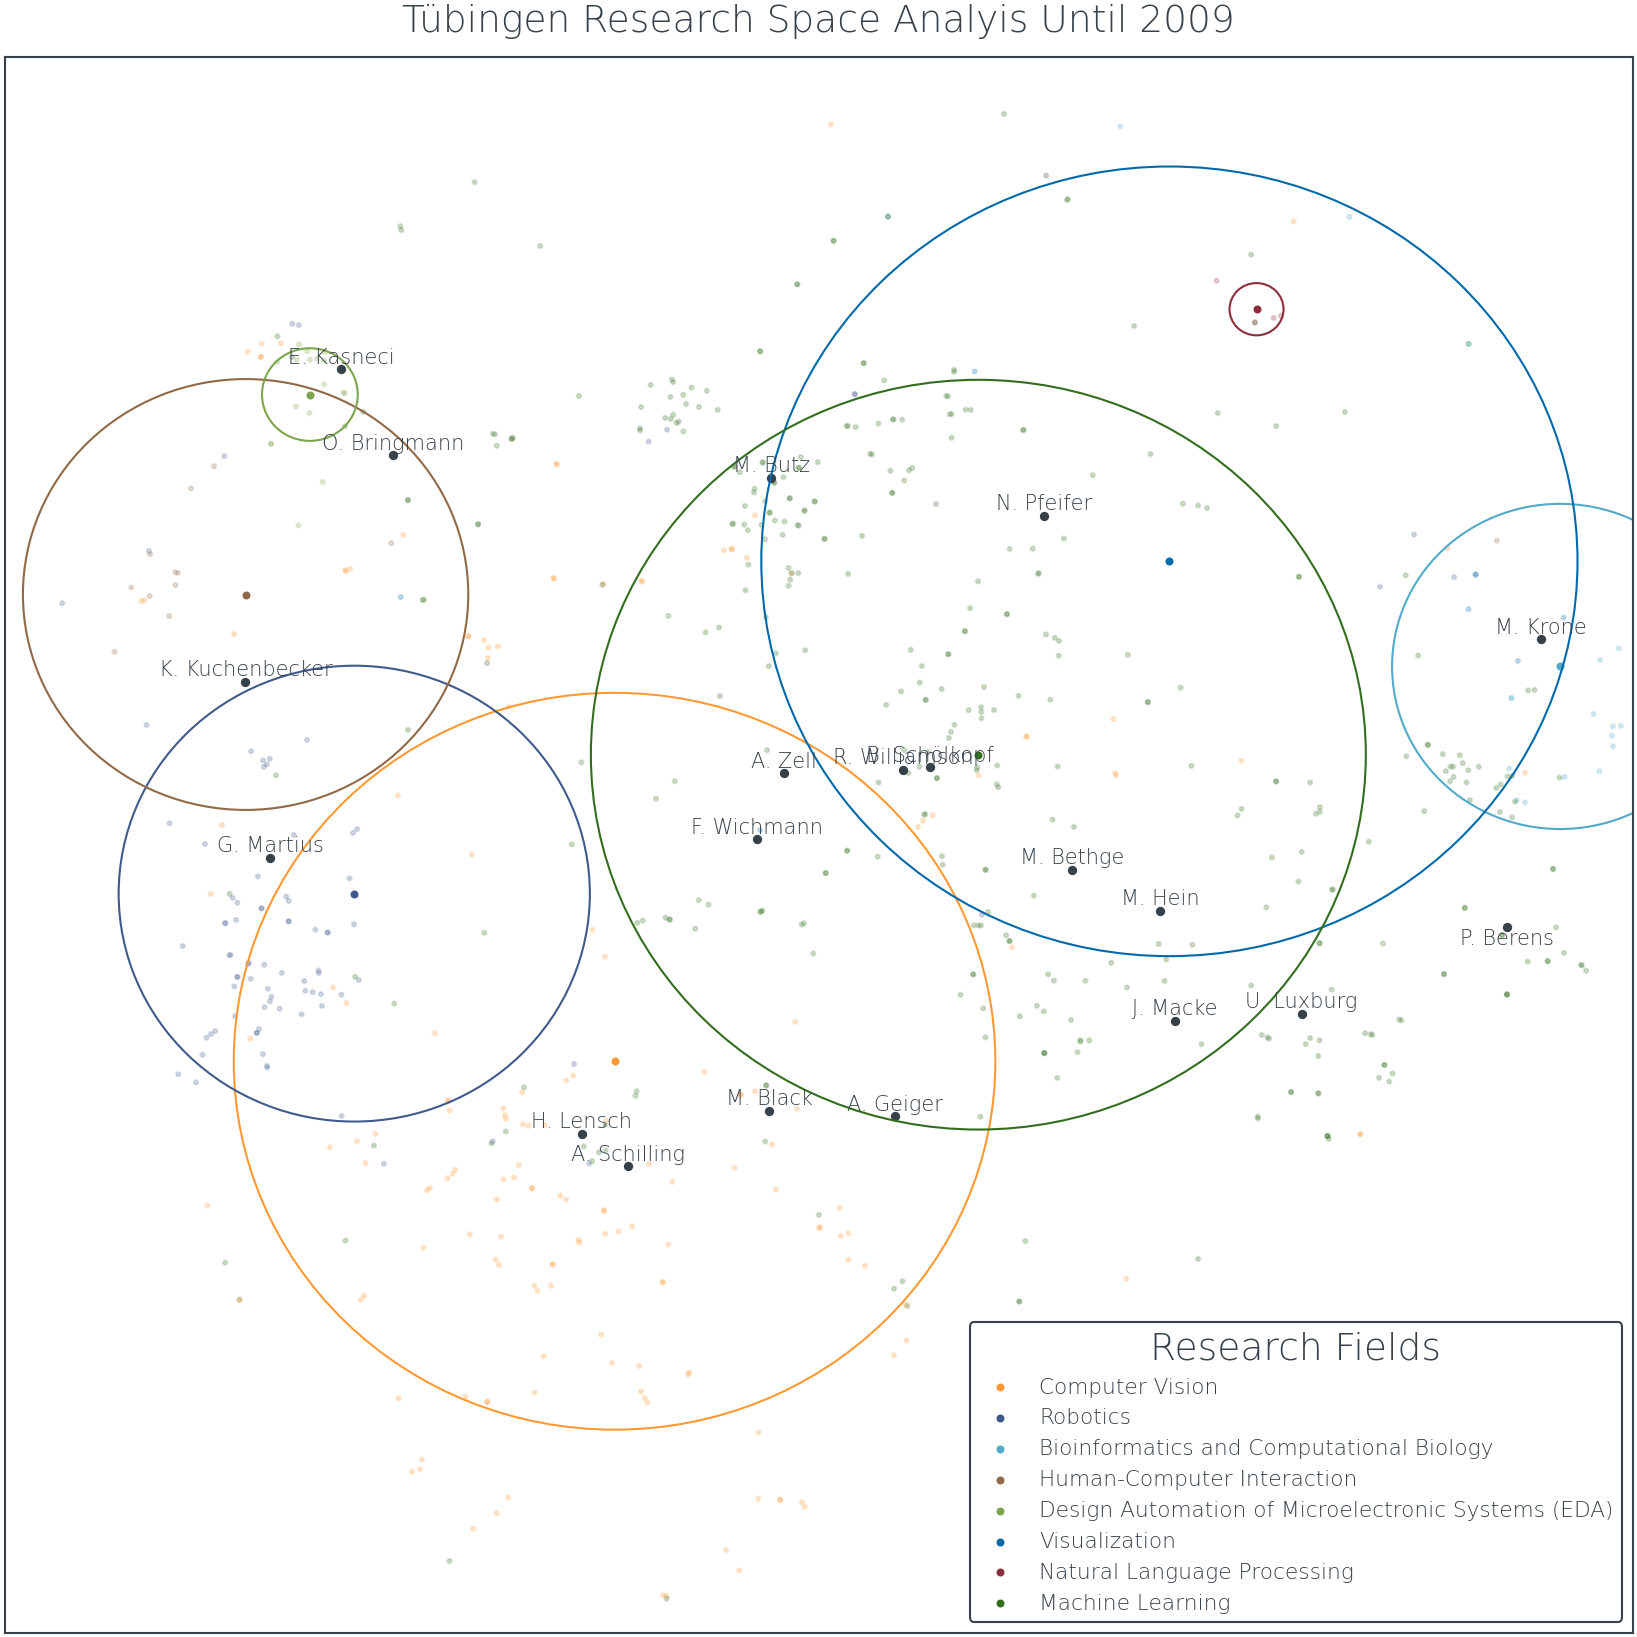 Tübingen Research Space Analyis Until 2009
E. Kasneci
O. Bringmann
M. Butz
N. Pfeifer
M. Krone
K. Kuchenbecker
A. Zell
R. Williamson
B. Schölkopf
F. Wichmann
G. Martius
M. Bethge
M. Hein
P. Berens
J. Macke
U. Luxburg
M. Black
A. Geiger
H. Lensch
A. Schilling
Research Fields
Computer Vision
Robotics
Bioinformatics and Computational Biology
Human-Computer Interaction
Design Automation of Microelectronic Systems (EDA)
Visualization
Natural Language Processing
Machine Learning